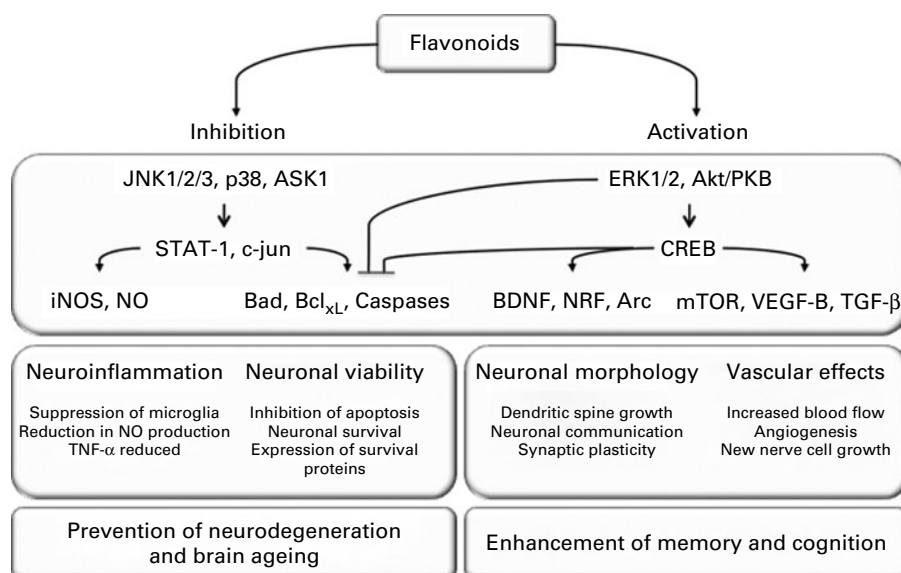 Flavonoids
Inhibition
Activation
JNK1/2/3, p38, ASK1
ERK1/2, Akt/PKB
STAT-1, c-jun
CREB
iNOS, NO
Bad, Bcl_xL, Caspases
BDNF, NRF, Arc
mTOR, VEGF-B, TGF-β
Neuroinflammation
Suppression of microglia
Reduction in NO production
TNF-α reduced
Neuronal viability
Inhibition of apoptosis
Neuronal survival
Expression of survival
proteins
Neuronal morphology
Dendritic spine growth
Neuronal communication
Synaptic plasticity
Vascular effects
Increased blood flow
Angiogenesis
New nerve cell growth
Prevention of neurodegeneration
and brain ageing
Enhancement of memory and cognition